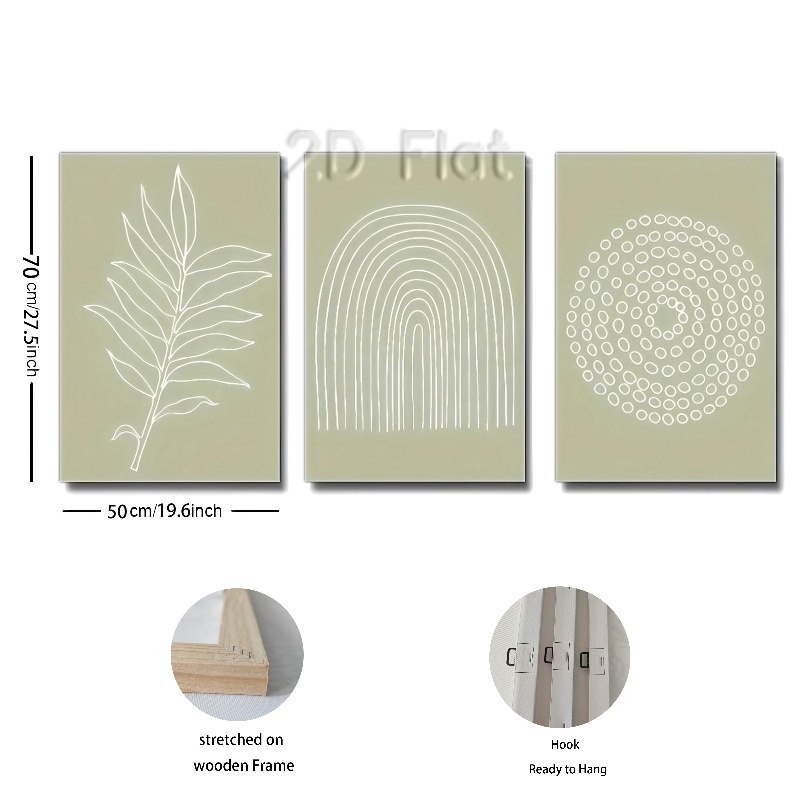 2D Flat
70 cm/27.5inch
50cm/19.6inch
stretched on
wooden Frame
Hook
Ready to Hang